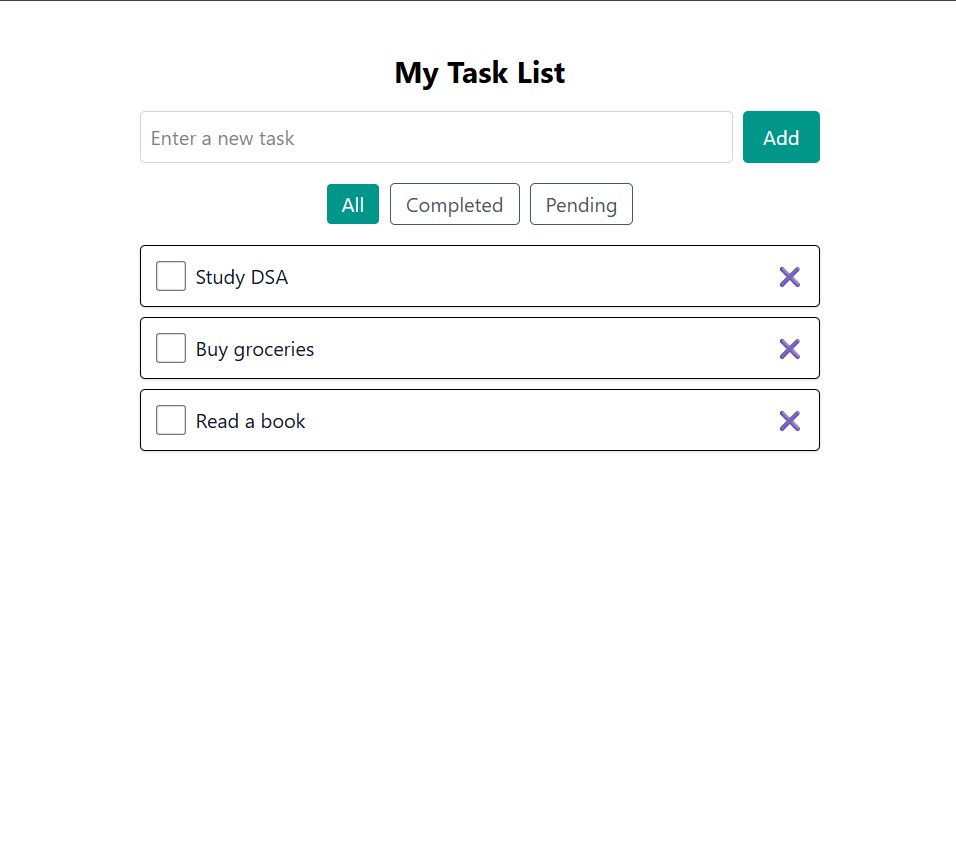 My Task List
Enter a new task
Add
All
Completed
Pending
Study DSA
Buy groceries
Read a book